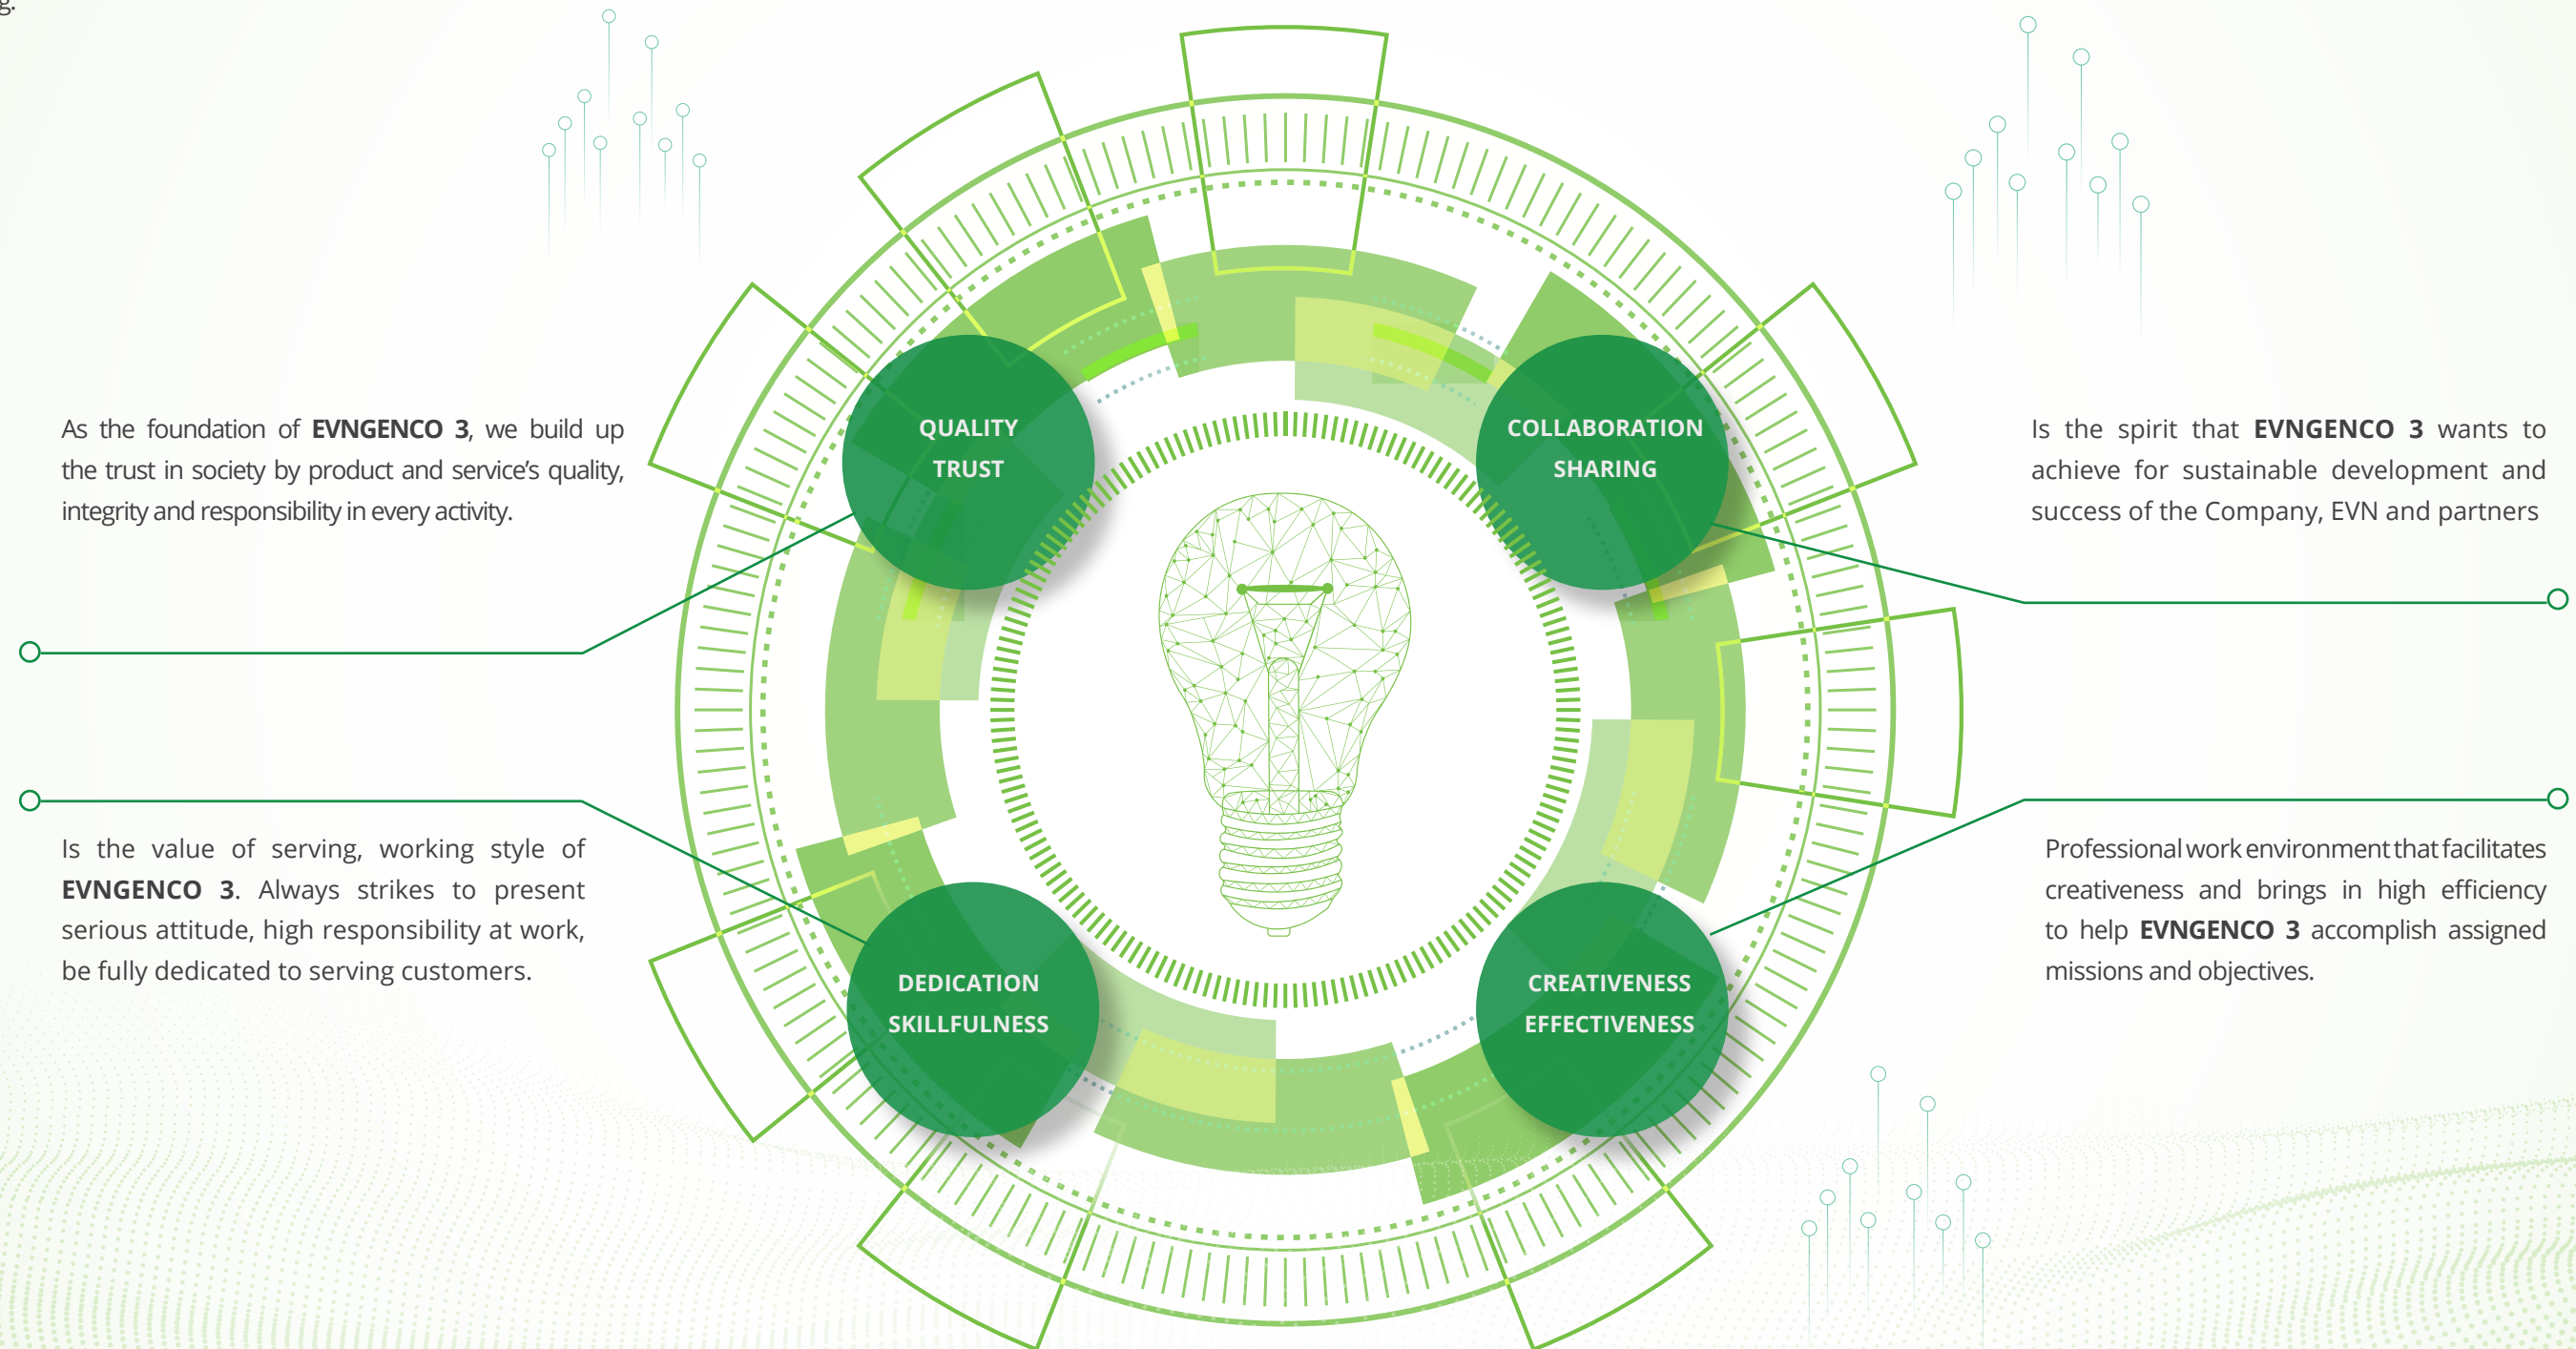 g.
QUALITY
TRUST
As the foundation of EVNGENCO 3, we build up
the trust in society by product and service’s quality,
integrity and responsibility in every activity.
COLLABORATION
SHARING
Is the spirit that EVNGENCO 3 wants to
achieve for sustainable development and
success of the Company, EVN and partners
DEDICATION
SKILLFULNESS
Is the value of serving, working style of
EVNGENCO 3. Always strikes to present
serious attitude, high responsibility at work,
be fully dedicated to serving customers.
CREATIVENESS
EFFECTIVENESS
Professional work environment that facilitates
creativeness and brings in high efficiency
to help EVNGENCO 3 accomplish assigned
missions and objectives.